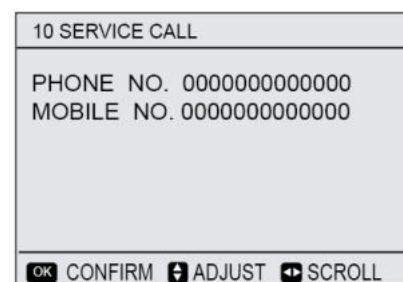 10 SERVICE CALL
PHONE NO. 0000000000000
MOBILE NO. 0000000000000
OK CONFIRM ADJUST SCROLL